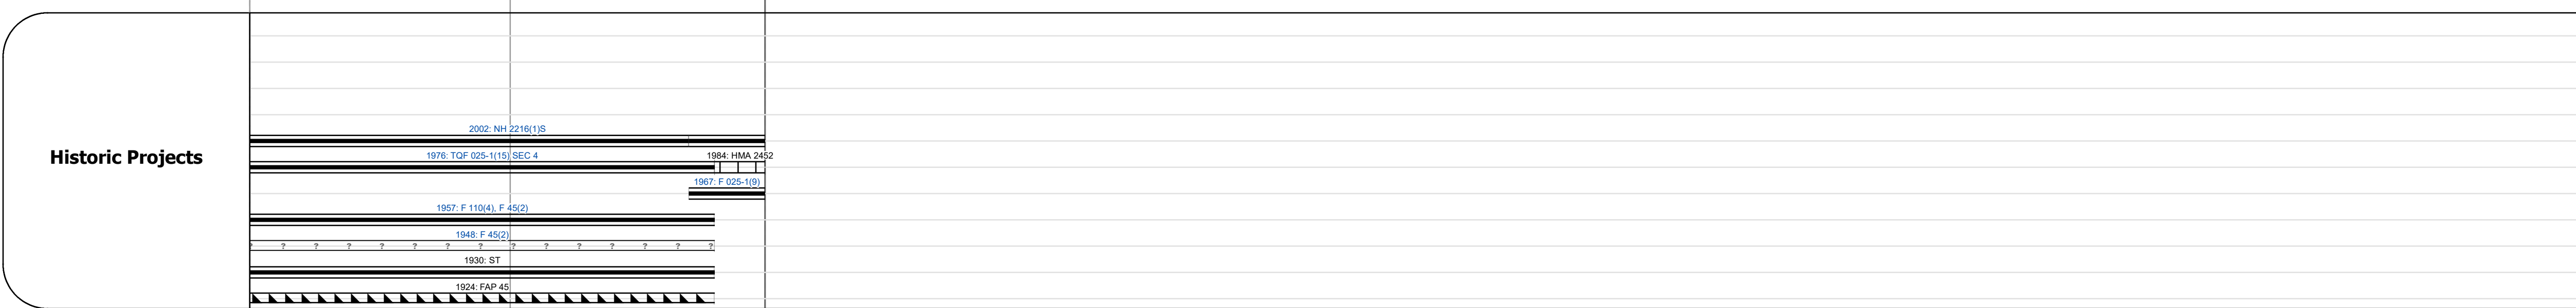 2002: NH 2216(1)S
1976: TQF 025-1(15) SEC 4
1984: HMA 2452
Historic Projects
1967: F 025-1(9)
1957: F 110(4), F 45(2)
1948: F 45(2)
? ? ? ? ? ? ? ? ? ? ? ? ? ? ?
1930: ST
1924: FAP 45